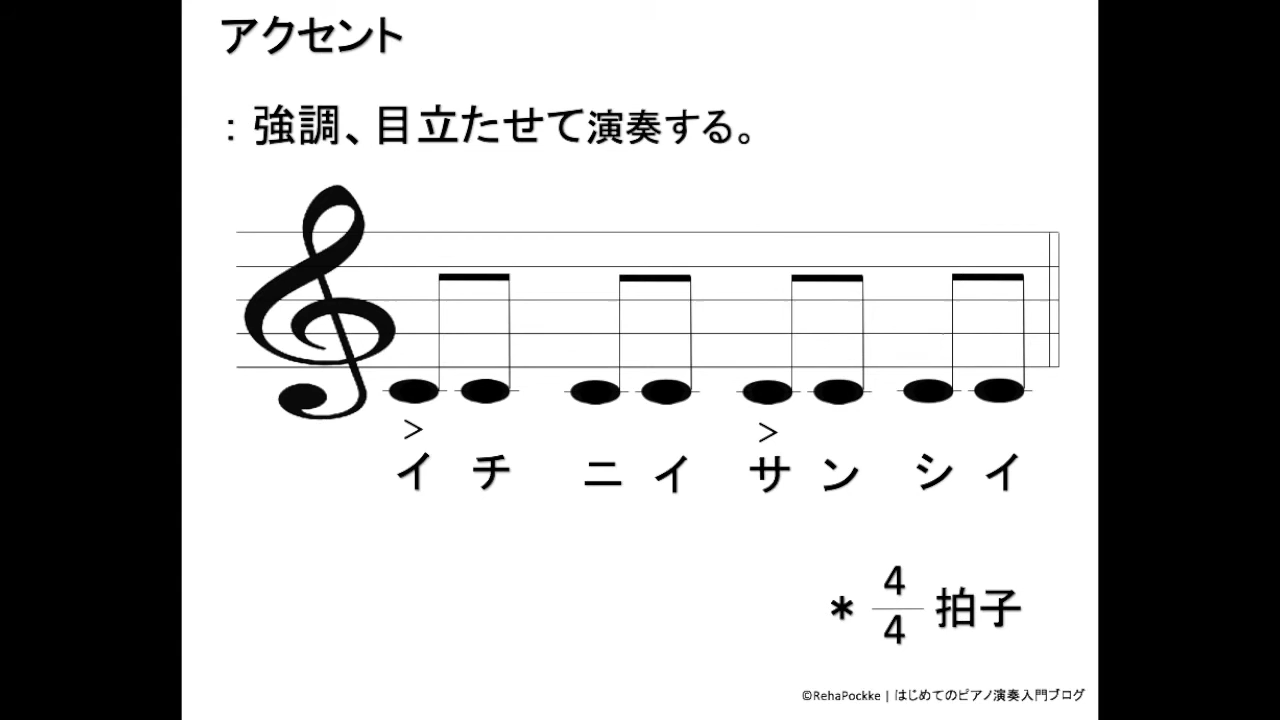 アクセント
：強調、目立たせて演奏する。
> >
イ チ ニ イ サ ン シ イ
* 4/4 拍子
©RehaPockke | はじめてのピアノ演奏入門ブログ